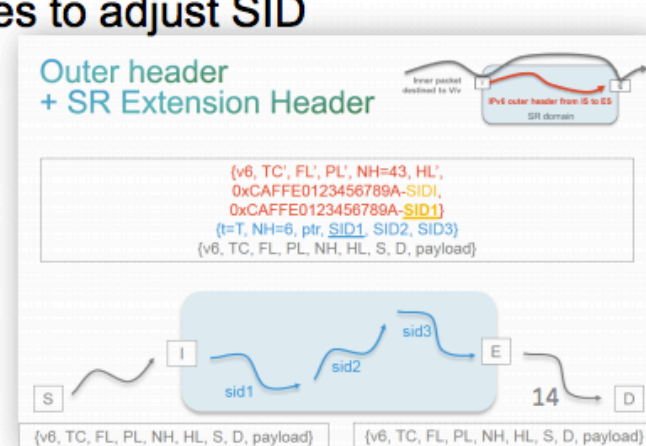 es to adjust SID
Outer header
+ SR Extension Header
Inner packet
destined to V/v
I
E
IPv6 outer header from IS to ES
SR domain
{v6, TC', FL', PL', NH=43, HL',
0xCAFFE0123456789A-SIDI,
0xCAFFE0123456789A-SID1}
{t=T, NH=6, ptr, SID1, SID2, SID3}
{v6, TC, FL, PL, NH, HL, S, D, payload}
sid3
I
E
sid2
sid1
S
14
D
{v6, TC, FL, PL, NH, HL, S, D, payload}
{v6, TC, FL, PL, NH, HL, S, D, payload}